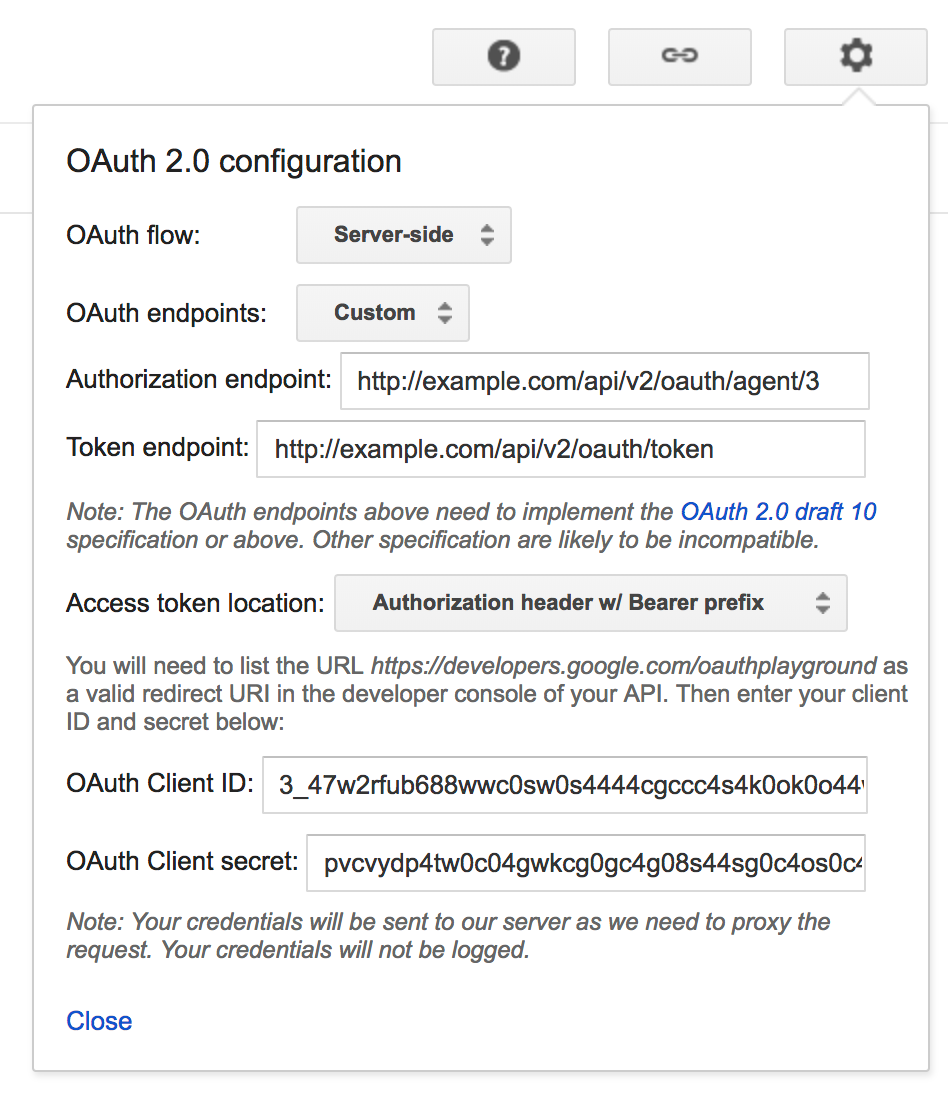 OAuth 2.0 configuration
OAuth flow: Server-side
OAuth endpoints: Custom
Authorization endpoint: http://example.com/api/v2/oauth/agent/3
Token endpoint: http://example.com/api/v2/oauth/token
Note: The OAuth endpoints above need to implement the OAuth 2.0 draft 10
specification or above. Other specification are likely to be incompatible.
Access token location: Authorization header w/ Bearer prefix
You will need to list the URL https://developers.google.com/oauthplayground as
a valid redirect URI in the developer console of your API. Then enter your client
ID and secret below:
OAuth Client ID: 3_47w2rfub688wwc0sw0s4444cgccc4s4k0ok0o44
OAuth Client secret: pvcvydp4tw0c04gwkcg0gc4g08s44sg0c4os0c4
Note: Your credentials will be sent to our server as we need to proxy the
request. Your credentials will not be logged.
Close